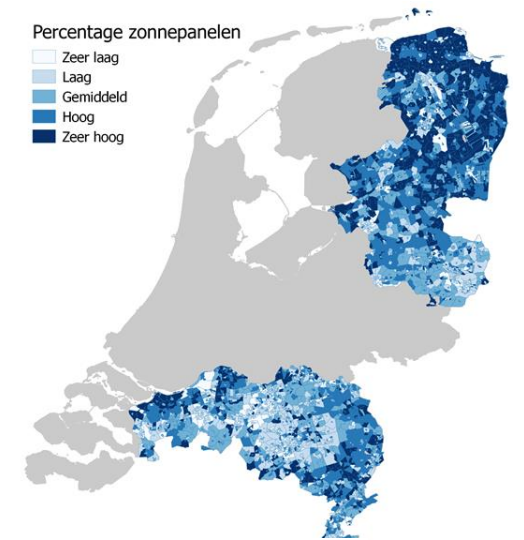 Percentage zonnepanelen
Zeer laag
Laag
Gemiddeld
Hoog
Zeer hoog